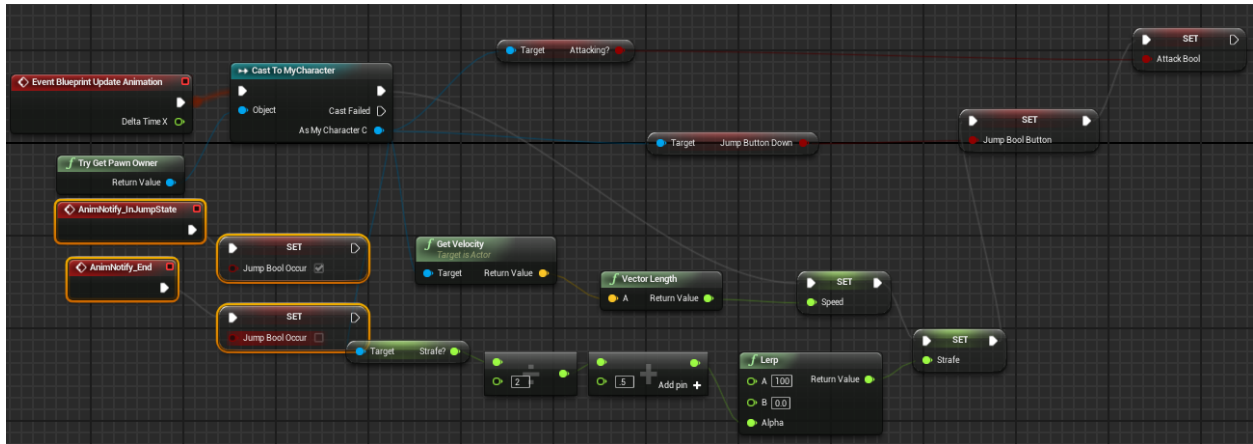 Event Blueprint Update Animation
Delta Time X
Try Get Pawn Owner
Return Value
AnimNotify_InJumpState
AnimNotify_End
Cast To MyCharacter
Object
Cast Failed
As My Character C
SET
Jump Bool Occur
SET
Jump Bool Occur
Target
Strafe?
Get Velocity
Target is Actor
Target
Return Value
÷
2
+
.5
Add pin +
Vector Length
A
Return Value
Lerp
A 100
Return Value
B 0.0
Alpha
Target
Attacking?
Target
Jump Button Down
SET
Speed
SET
Strafe
SET
Jump Bool Button
SET
Attack Bool